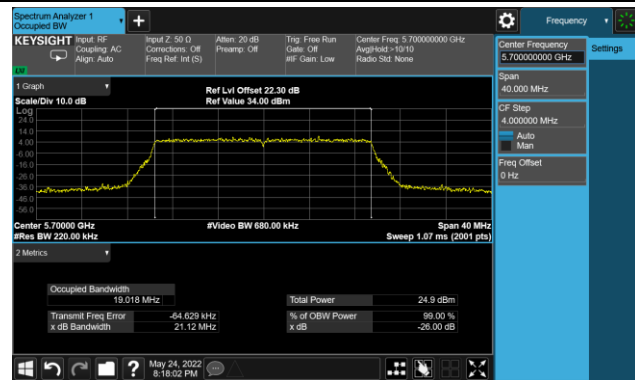 Spectrum Analyzer 1
Occupied BW
+
Frequency
KEYSIGHT
Input: RF
Coupling: AC
Align: Auto
Input Z: 50 Ω
Corrections: Off
Freq Ref: Int (S)
Atten: 20 dB
Preamp: Off
Trig: Free Run
Gate: Off
#IF Gain: Low
Center Freq: 5.700000000 GHz
Avg|Hold:>10/10
Radio Std: None
Center Frequency
5.700000000 GHz
Settings
Span
40.000 MHz
CF Step
4.000000 MHz
Auto
Man
Freq Offset
0 Hz
1 Graph
Scale/Div 10.0 dB
Ref Lvl Offset 22.30 dB
Ref Value 34.00 dBm
Log
24.0
14.0
4.00
-6.00
-16.0
-26.0
-36.0
-46.0
-56.0
Center 5.70000 GHz
#Res BW 220.00 kHz
#Video BW 680.00 kHz
Span 40 MHz
Sweep 1.07 ms (2001 pts)
2 Metrics
Occupied Bandwidth
19.018 MHz
Total Power 24.9 dBm
Transmit Freq Error -64.629 kHz
% of OBW Power 99.00 %
x dB Bandwidth 21.12 MHz
x dB -26.00 dB
?
May 24, 2022
8:18:02 PM